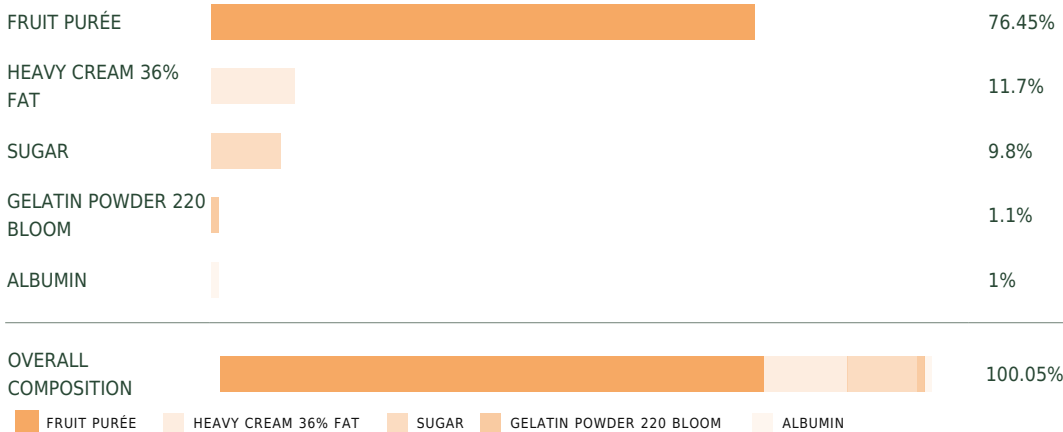 FRUIT PURÉE 76.45%
HEAVY CREAM 36%
FAT 11.7%
SUGAR 9.8%
GELATIN POWDER 220
BLOOM 1.1%
ALBUMIN 1%
OVERALL
COMPOSITION 100.05%
FRUIT PURÉE HEAVY CREAM 36% FAT SUGAR GELATIN POWDER 220 BLOOM ALBUMIN